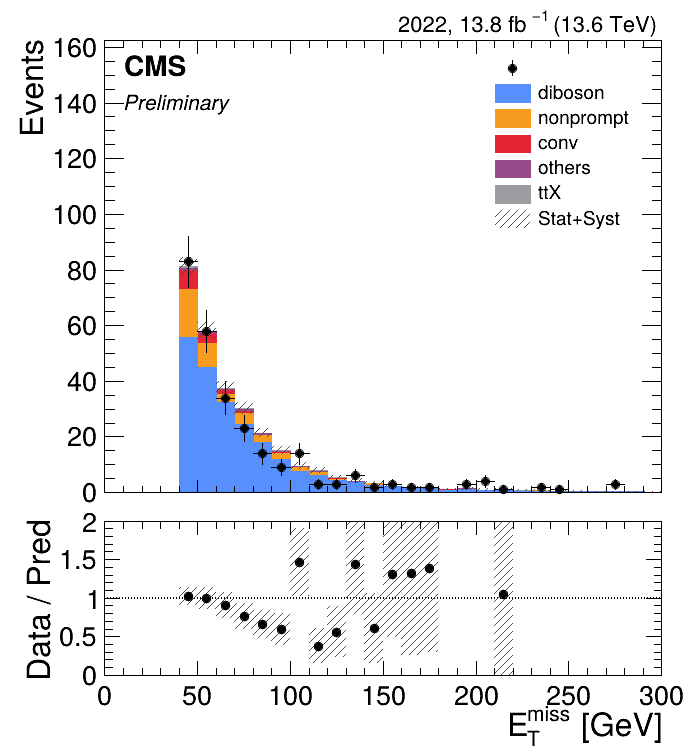 2022, 13.8 fb⁻¹ (13.6 TeV)
CMS
Preliminary
diboson
nonprompt
conv
others
ttX
Stat+Syst
Events
160
140
120
100
80
60
40
20
0
Data / Pred
2
1.5
1
0.5
0
0 50 100 150 200 250 300
E_T^miss [GeV]